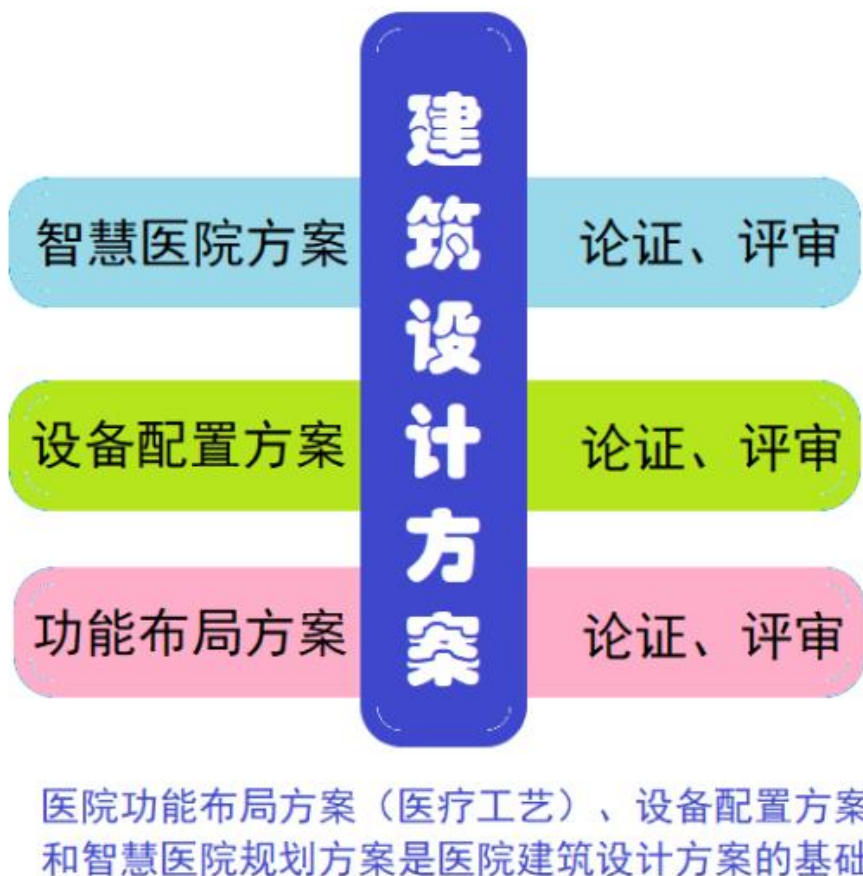 建筑设计方案
智慧医院方案 论证、评审
设备配置方案 论证、评审
功能布局方案 论证、评审
医院功能布局方案（医疗工艺）、设备配置方案
和智慧医院规划方案是医院建筑设计方案的基础